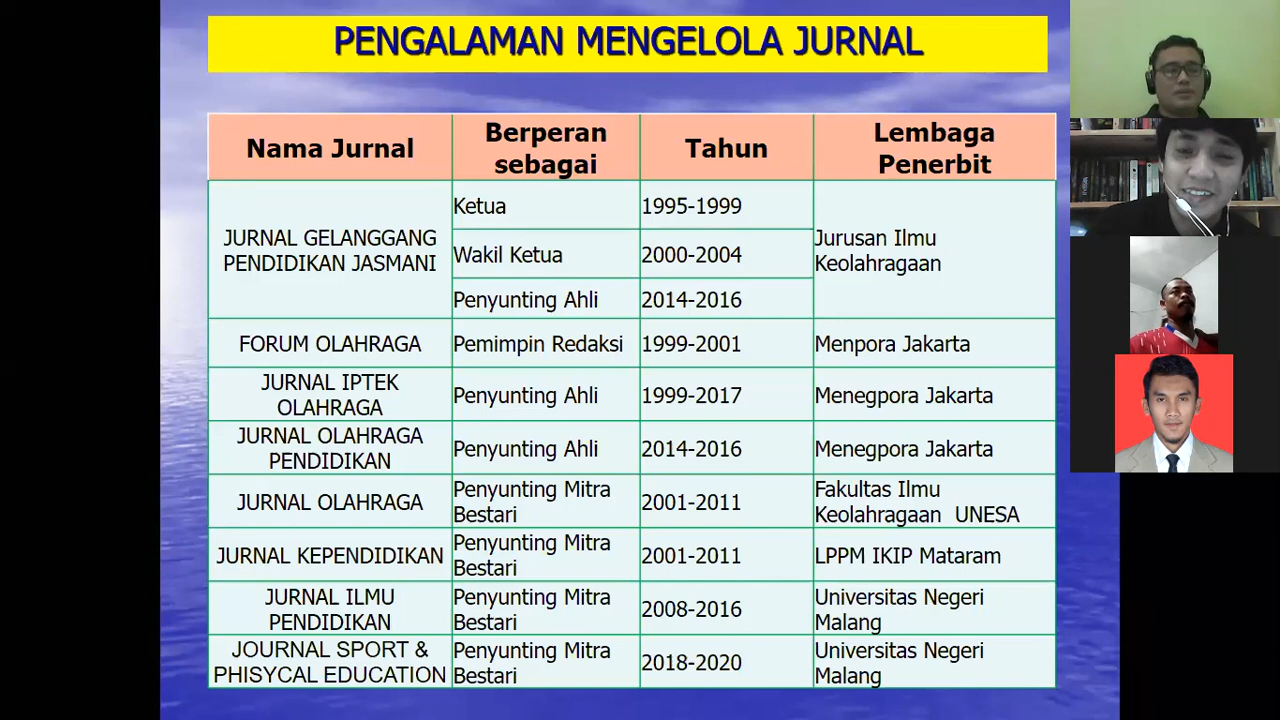 PENGALAMAN MENGELOLA JURNAL
Nama Jurnal
Berperan
sebagai
Tahun
Lembaga
Penerbit
JURNAL GELANGGANG
PENDIDIKAN JASMANI
Ketua
1995-1999
Wakil Ketua
2000-2004
Penyunting Ahli
2014-2016
Jurusan Ilmu
Keolahragaan
FORUM OLAHRAGA
Pemimpin Redaksi
1999-2001
Menpora Jakarta
JURNAL IPTEK
OLAHRAGA
Penyunting Ahli
1999-2017
Menegpora Jakarta
JURNAL OLAHRAGA
PENDIDIKAN
Penyunting Ahli
2014-2016
Menegpora Jakarta
JURNAL OLAHRAGA
Penyunting Mitra
Bestari
2001-2011
Fakultas Ilmu
Keolahragaan UNESA
JURNAL KEPENDIDIKAN
Penyunting Mitra
Bestari
2001-2011
LPPM IKIP Mataram
JURNAL ILMU
PENDIDIKAN
Penyunting Mitra
Bestari
2008-2016
Universitas Negeri
Malang
JOURNAL SPORT &
PHISYCAL EDUCATION
Penyunting Mitra
Bestari
2018-2020
Universitas Negeri
Malang